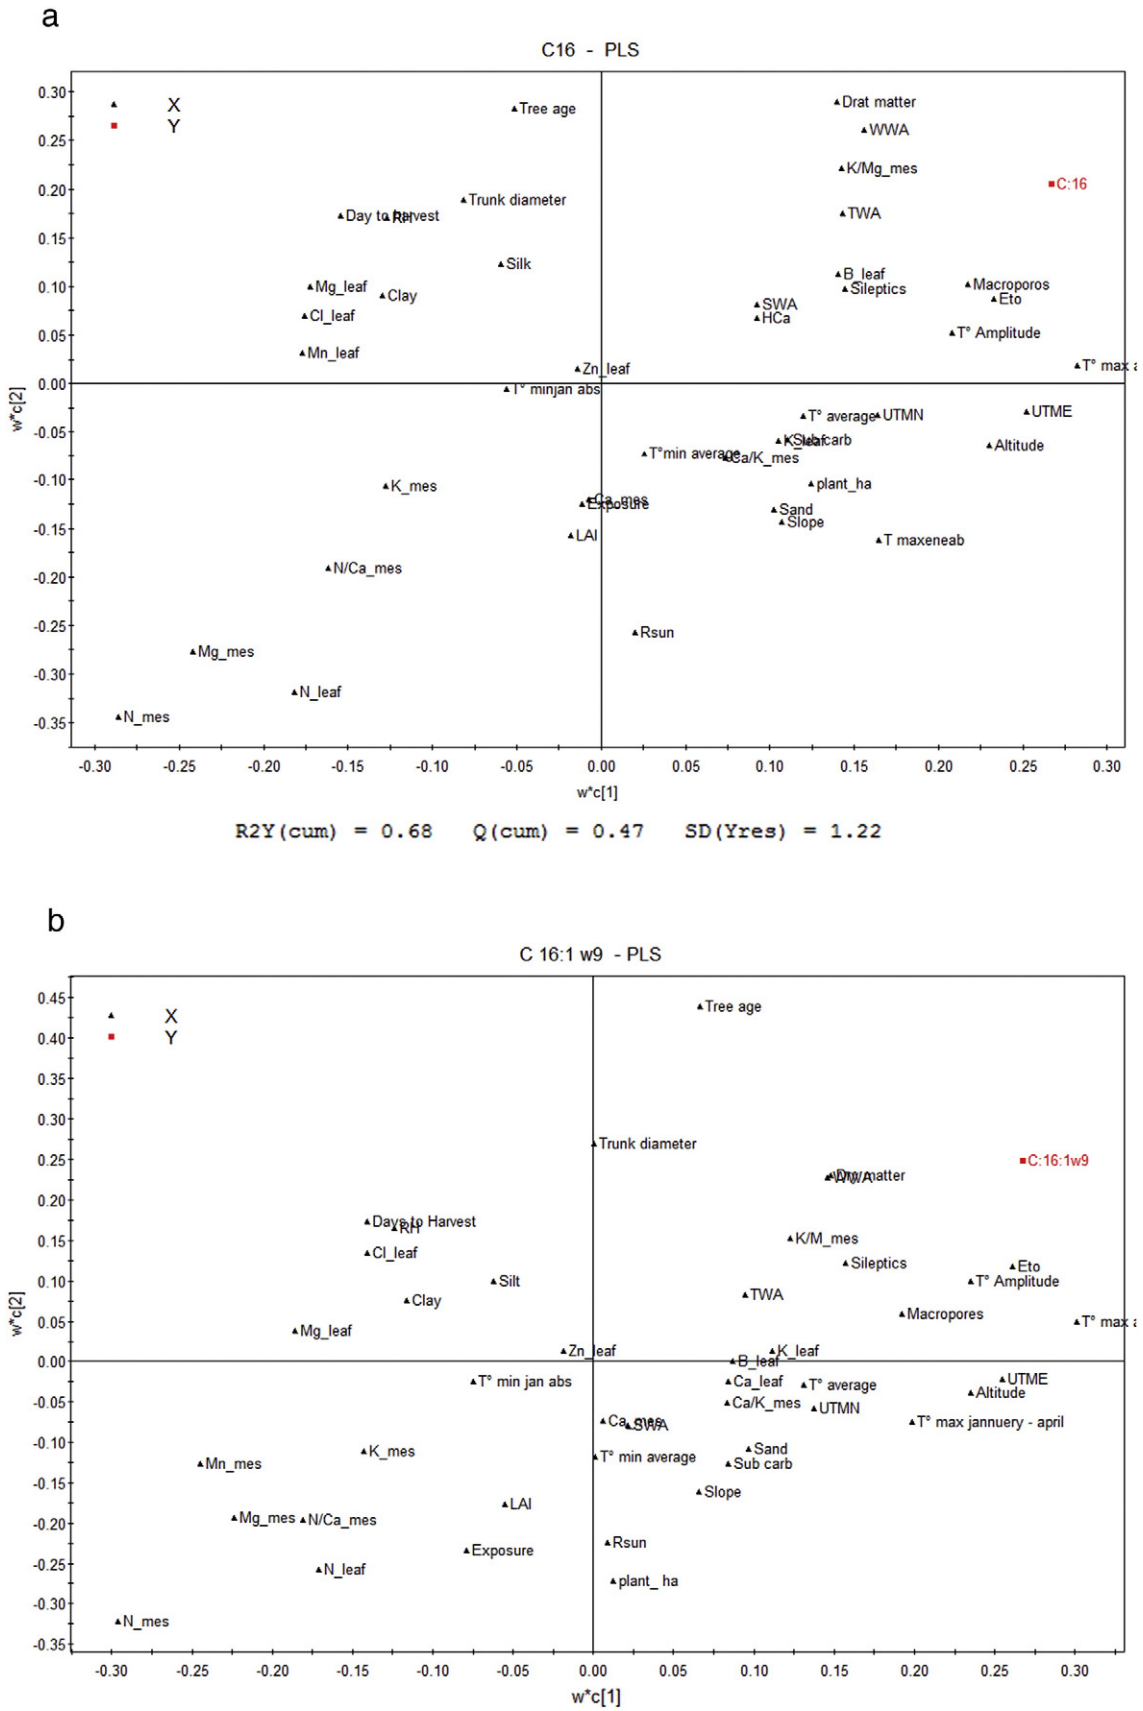 a
C16 - PLS
X
Y
0.30
0.25
0.20
0.15
0.10
0.05
0.00
-0.05
-0.10
-0.15
-0.20
-0.25
-0.30
-0.35
w*c[2]
Tree age
Drat matter
WWA
K/Mg_mes
C:16
Trunk diameter
TWA
Day to harvest
RH
Silk
B_leaf
Mg_leaf
Macroporos
Sileptics
Clay
Eto
SWA
Cl_leaf
HCa
T° Amplitude
Mn_leaf
Zn_leaf
T° max a
T° minjan abs
T° average
UTMN
UTME
K_leaf
Sub carb
Altitude
T°min average
Ca/K_mes
K_mes
plant_ha
Ca_mes
Exposure
Sand
Slope
LAI
T maxeneab
N/Ca_mes
Rsun
Mg_mes
N_leaf
N_mes
-0.30 -0.25 -0.20 -0.15 -0.10 -0.05 0.00 0.05 0.10 0.15 0.20 0.25 0.30
w*c[1]
R2Y(cum) = 0.68 Q(cum) = 0.47 SD(Yres) = 1.22
b
C 16:1 w9 - PLS
X
Y
0.45
0.40
0.35
0.30
0.25
0.20
0.15
0.10
0.05
0.00
-0.05
-0.10
-0.15
-0.20
-0.25
-0.30
-0.35
w*c[2]
Tree age
Trunk diameter
C:16:1w9
WWA
Dry matter
Days to Harvest
RH
K/M_mes
Cl_leaf
Sileptics
Eto
Silt
T° Amplitude
TWA
Clay
Macropores
T° max a
Mg_leaf
Zn_leaf
K_leaf
B_leaf
T° min jan abs
Ca_leaf
T° average
UTME
Altitude
Ca/K_mes
UTMN
Ca_mes
SWA
T° max jannuery - april
K_mes
Sand
T° min average
Mn_mes
Sub carb
Slope
LAI
Mg_mes
N/Ca_mes
Rsun
Exposure
N_leaf
plant_ ha
N_mes
-0.30 -0.25 -0.20 -0.15 -0.10 -0.05 0.00 0.05 0.10 0.15 0.20 0.25 0.30
w*c[1]